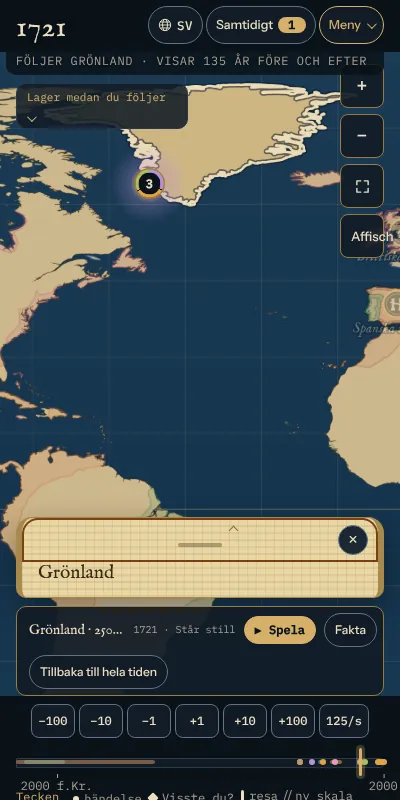 1721
SV
Samtidigt 1
Meny
FÖLJER GRÖNLAND · VISAR 135 ÅR FÖRE OCH EFTER
Lager medan du följer
+
−
3
Affisch
Spanska
Grönland
×
Grönland · 250… 1721 · Står still ▶ Spela Fakta
Tillbaka till hela tiden
−100 −10 −1 +1 +10 +100 125/s
2000 f.Kr. 2000
Tecken händelse Visste du? resa // ny skala